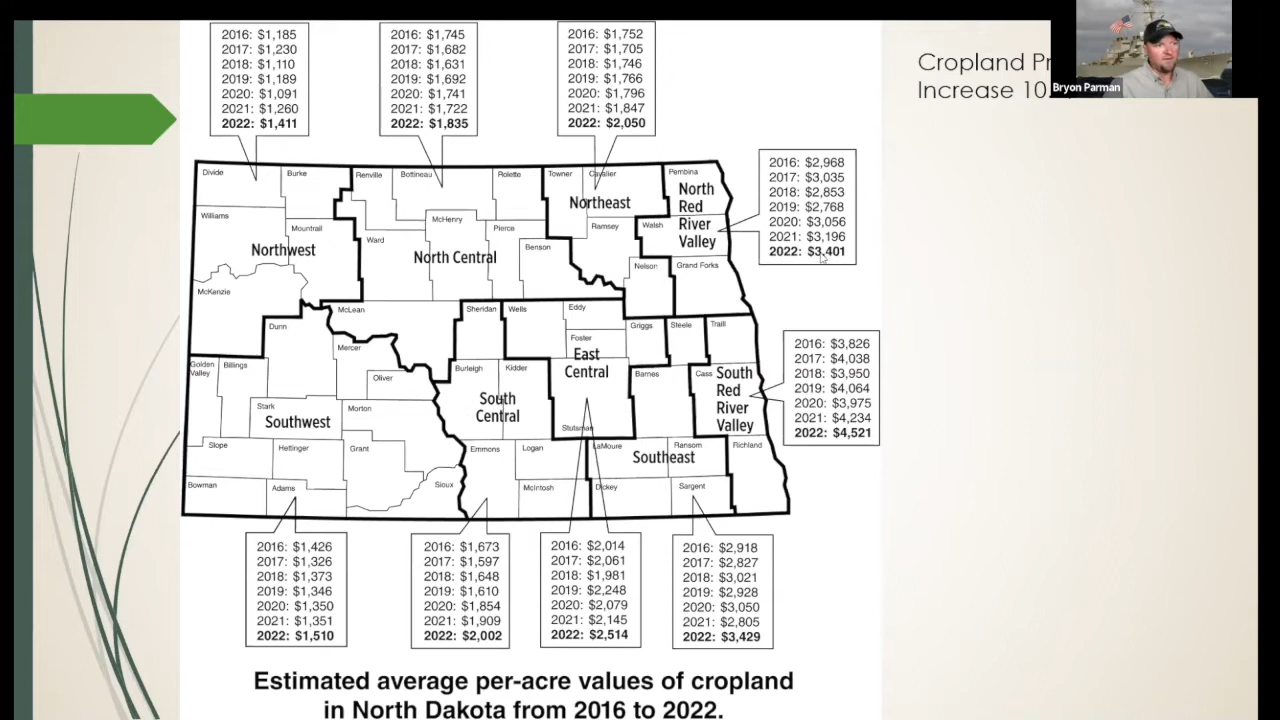 2016: $1,185
2017: $1,230
2018: $1,110
2019: $1,189
2020: $1,091
2021: $1,260
2022: $1,411
2016: $1,745
2017: $1,682
2018: $1,631
2019: $1,692
2020: $1,741
2021: $1,722
2022: $1,835
2016: $1,752
2017: $1,705
2018: $1,746
2019: $1,766
2020: $1,796
2021: $1,847
2022: $2,050
Cropland
Increase
Bryon Parman
2016: $2,968
2017: $3,035
2018: $2,853
2019: $2,768
2020: $3,056
2021: $3,196
2022: $3,401
Divide
Burke
Renville
Bottineau
Rolette
Towner
Cavalier
Pembina
North
Red
River
Valley
Northeast
Williams
Mountrail
Northwest
McKenzie
Ward
McHenry
Pierce
North Central
Benson
Ramsey
Walsh
Nelson
Grand Forks
McLean
Sheridan
Wells
Eddy
Foster
East
Central
Griggs
Steele
Traill
Dunn
Mercer
Oliver
Golden
Valley
Billings
Burleigh
Kidder
South
Central
Stutsman
Barnes
Cass
South
Red
River
Valley
2016: $3,826
2017: $4,038
2018: $3,950
2019: $4,064
2020: $3,975
2021: $4,234
2022: $4,521
Stark
Southwest
Morton
Slope
Hettinger
Grant
Emmons
Logan
LaMoure
Ransom
Richland
Southeast
Bowman
Adams
Sioux
McIntosh
Dickey
Sargent
2016: $1,426
2017: $1,326
2018: $1,373
2019: $1,346
2020: $1,350
2021: $1,351
2022: $1,510
2016: $1,673
2017: $1,597
2018: $1,648
2019: $1,610
2020: $1,854
2021: $1,909
2022: $2,002
2016: $2,014
2017: $2,061
2018: $1,981
2019: $2,248
2020: $2,079
2021: $2,145
2022: $2,514
2016: $2,918
2017: $2,827
2018: $3,021
2019: $2,928
2020: $3,050
2021: $2,805
2022: $3,429
Estimated average per-acre values of cropland
in North Dakota from 2016 to 2022.